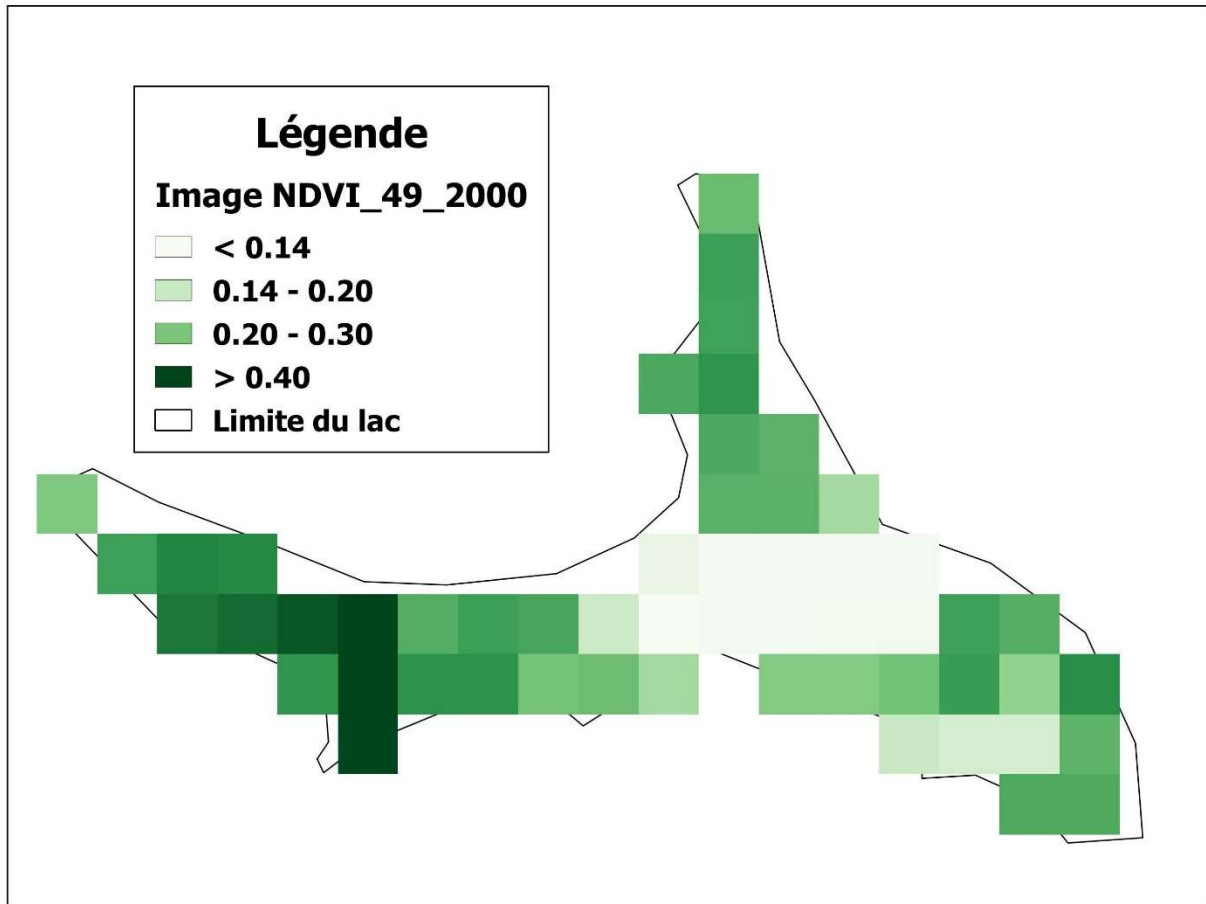 Légende
Image NDVI_49_2000
< 0.14
0.14 - 0.20
0.20 - 0.30
> 0.40
Limite du lac